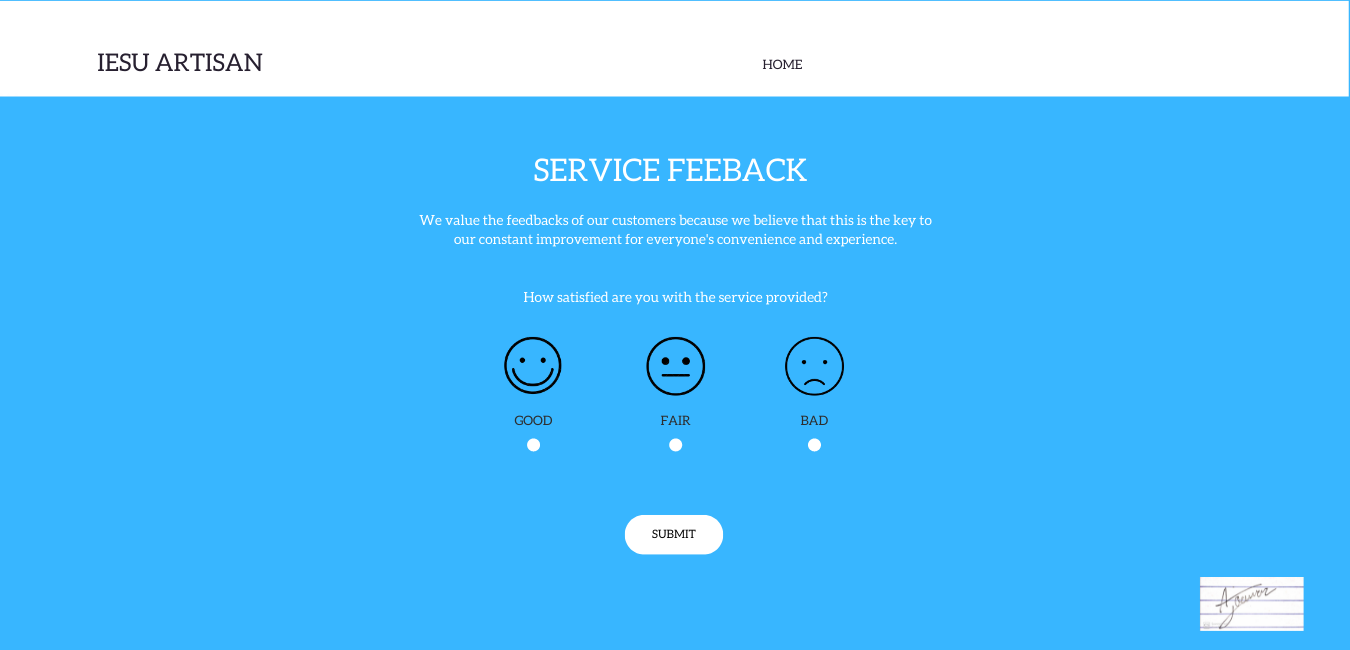 IESU ARTISAN
HOME
SERVICE FEEBACK
We value the feedbacks of our customers because we believe that this is the key to
our constant improvement for everyone's convenience and experience.
How satisfied are you with the service provided?
GOOD
FAIR
BAD
SUBMIT